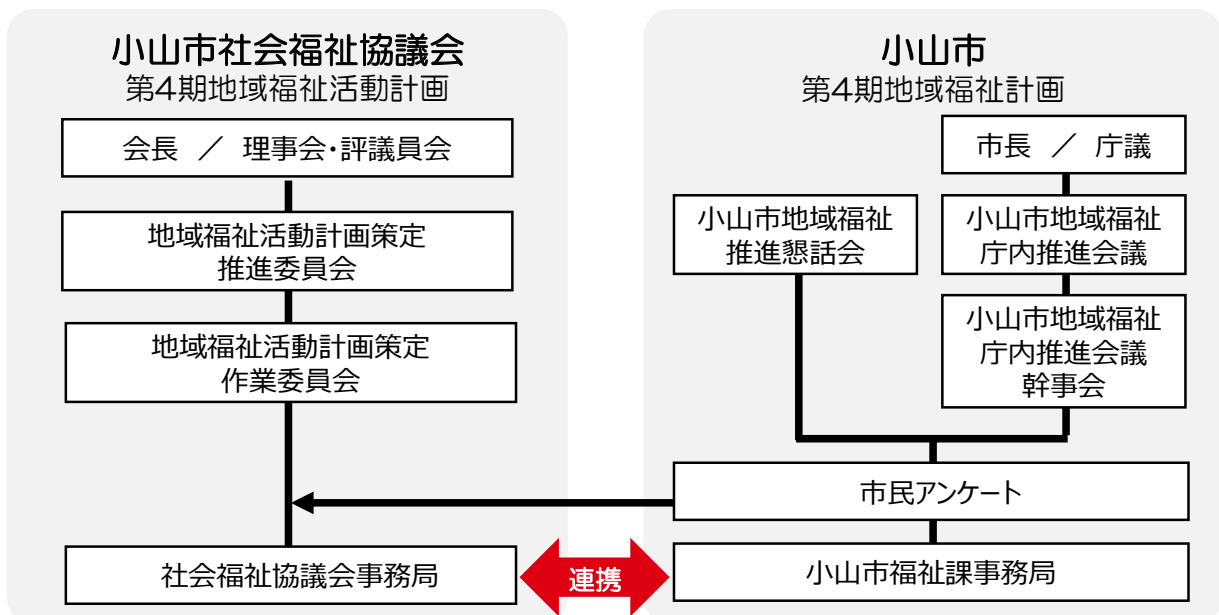 小山市社会福祉協議会
第4期地域福祉活動計画
会長 ／ 理事会・評議員会
地域福祉活動計画策定
推進委員会
地域福祉活動計画策定
作業委員会
社会福祉協議会事務局
連携
小山市
第4期地域福祉計画
市長 ／ 庁議
小山市地域福祉
推進懇話会
小山市地域福祉
庁内推進会議
小山市地域福祉
庁内推進会議
幹事会
市民アンケート
小山市福祉課事務局